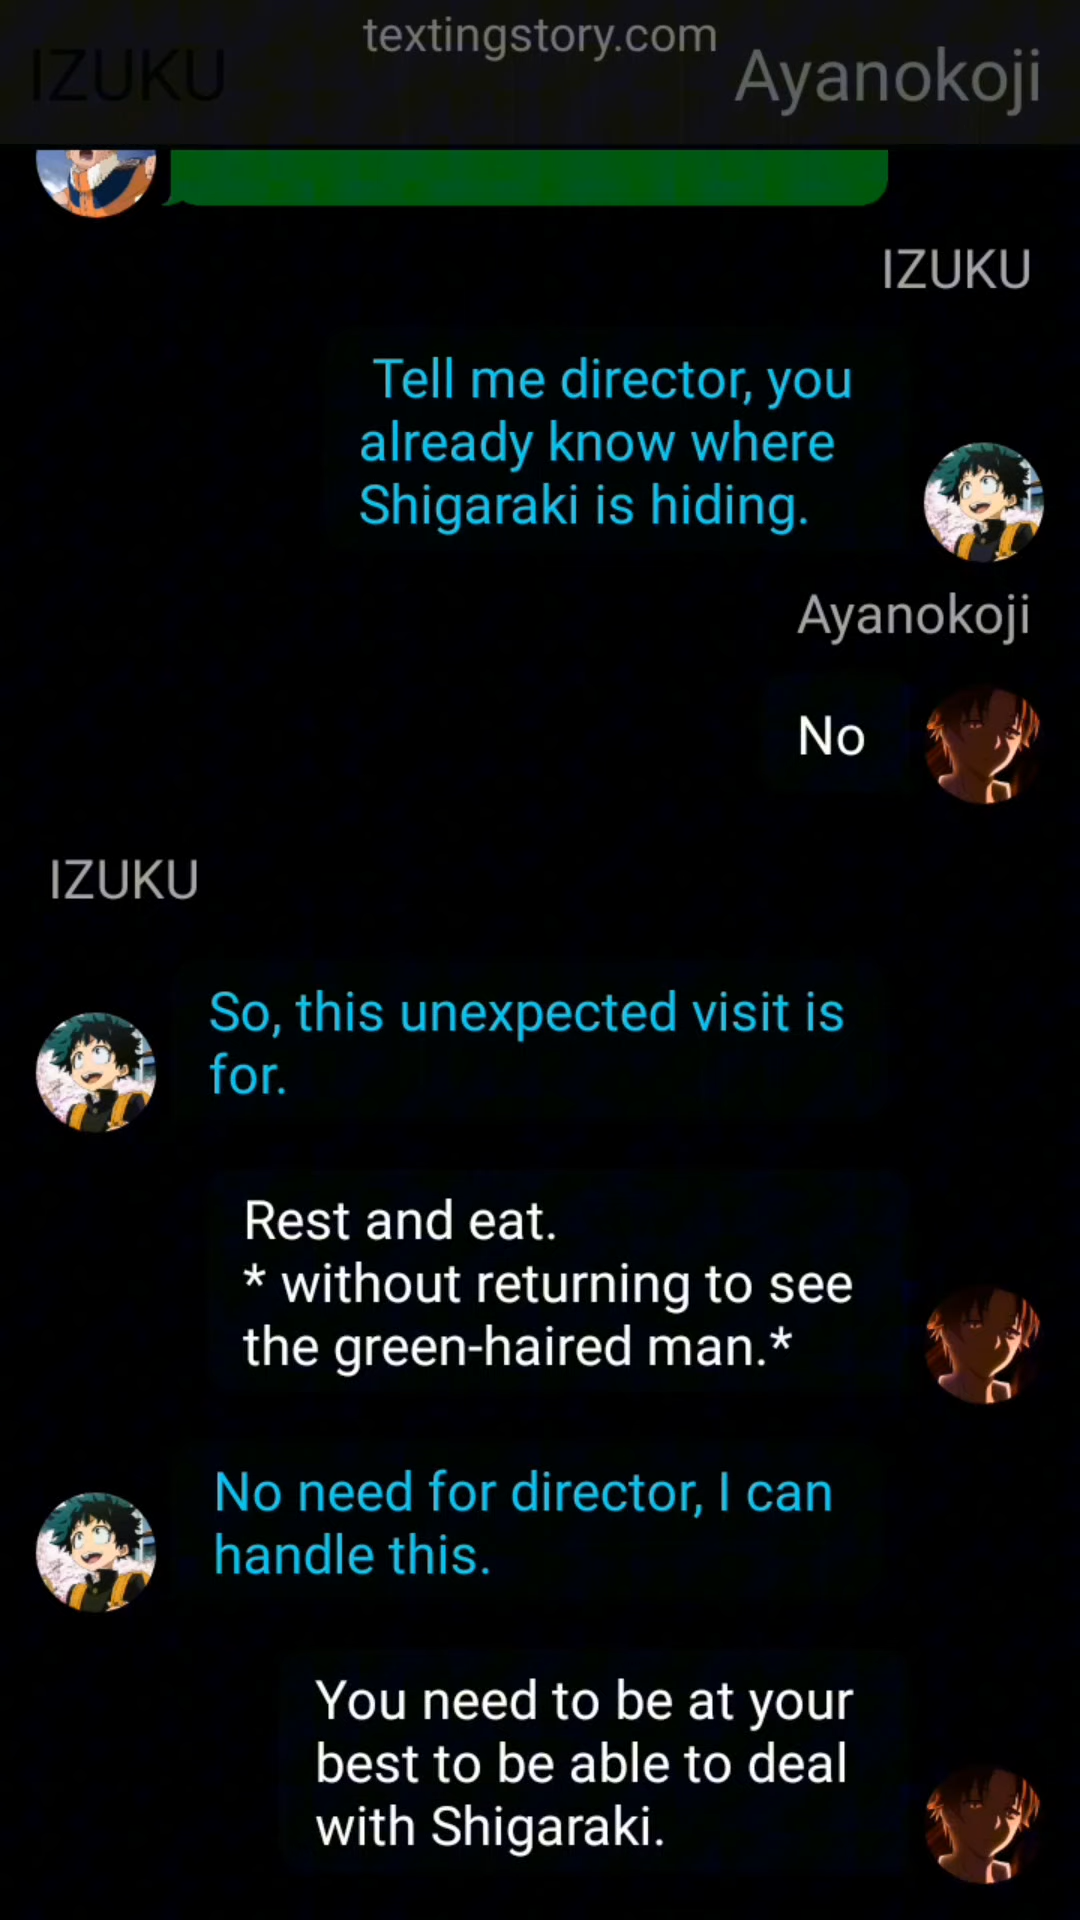 textingstory.com
IZUKU
Ayanokoji
IZUKU
Tell me director, you
already know where
Shigaraki is hiding.
Ayanokoji
No
IZUKU
So, this unexpected visit is
for.
Rest and eat.
* without returning to see
the green-haired man.*
No need for director, I can
handle this.
You need to be at your
best to be able to deal
with Shigaraki.